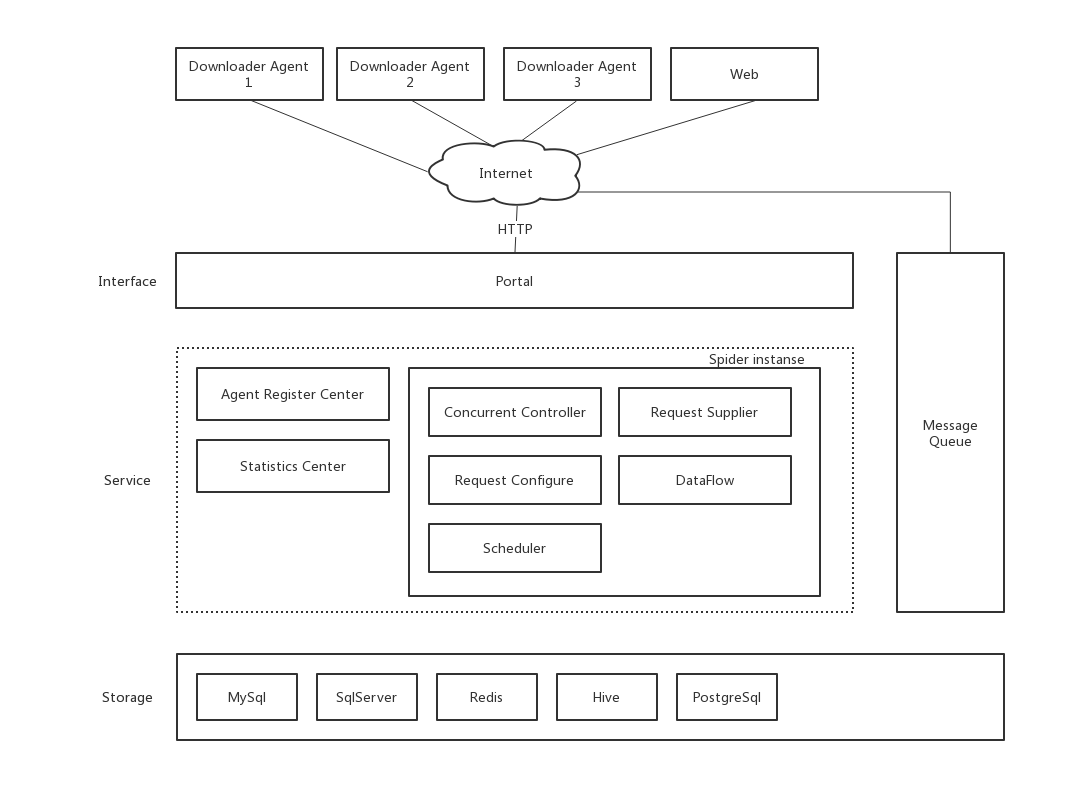 Downloader Agent
1
Downloader Agent
2
Downloader Agent
3
Web
Internet
HTTP
Interface
Portal
Spider instanse
Agent Register Center
Concurrent Controller
Request Supplier
Message
Queue
Statistics Center
Service
Request Configure
DataFlow
Scheduler
Storage
MySql
SqlServer
Redis
Hive
PostgreSql